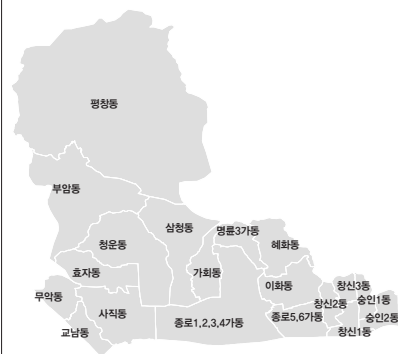 평창동
부암동
삼청동
명륜3가동
청운동
혜화동
효자동
가회동
이화동
창신3동
무악동
숭인1동
창신2동
사직동
종로1,2,3,4가동
종로5,6가동
숭인2동
교남동
창신1동